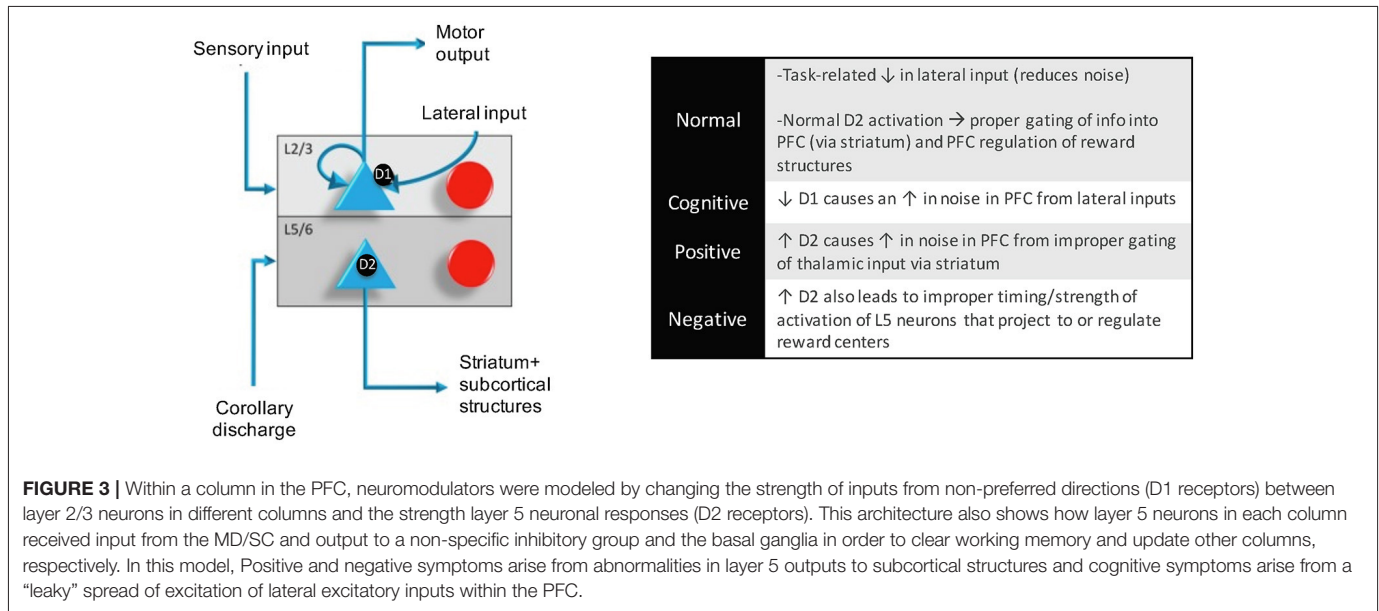 Sensory input
Motor
output
Lateral input
L2/3
D1
L5/6
D2
Striatum+
subcortical
structures
Corollary
discharge
Normal
-Task-related ↓ in lateral input (reduces noise)
-Normal D2 activation → proper gating of info into
PFC (via striatum) and PFC regulation of reward
structures
Cognitive
↓ D1 causes an ↑ in noise in PFC from lateral inputs
Positive
↑ D2 causes ↑ in noise in PFC from improper gating
of thalamic input via striatum
Negative
↑ D2 also leads to improper timing/strength of
activation of L5 neurons that project to or regulate
reward centers
FIGURE 3 | Within a column in the PFC, neuromodulators were modeled by changing the strength of inputs from non-preferred directions (D1 receptors) between
layer 2/3 neurons in different columns and the strength layer 5 neuronal responses (D2 receptors). This architecture also shows how layer 5 neurons in each column
received input from the MD/SC and output to a non-specific inhibitory group and the basal ganglia in order to clear working memory and update other columns,
respectively. In this model, Positive and negative symptoms arise from abnormalities in layer 5 outputs to subcortical structures and cognitive symptoms arise from a
“leaky” spread of excitation of lateral excitatory inputs within the PFC.